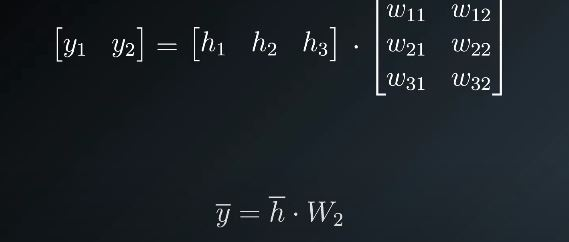 w₁₁ w₁₂
[y₁ y₂] = [h₁ h₂ h₃] · w₂₁ w₂₂
w₃₁ w₃₂
y̅ = h̅ · W₂